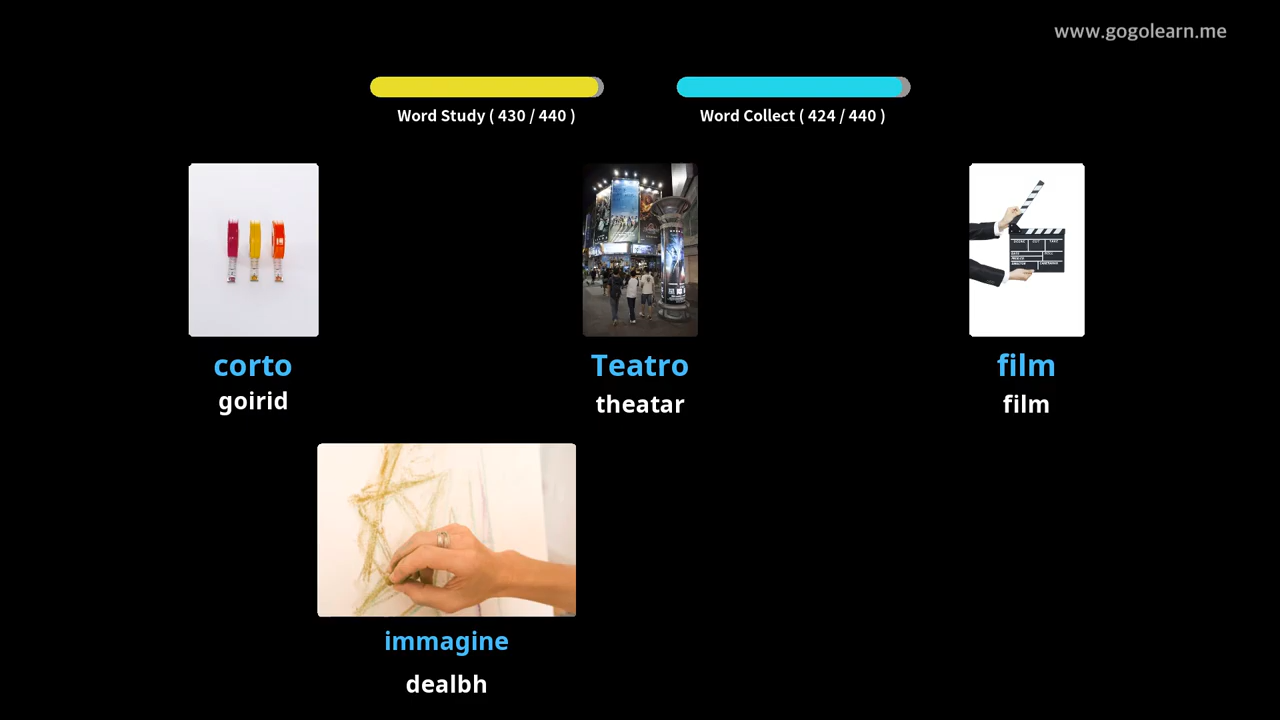 www.gogolearn.me
Word Study ( 430 / 440 )
Word Collect ( 424 / 440 )
corto
goirid
Teatro
theatar
film
film
immagine
dealbh